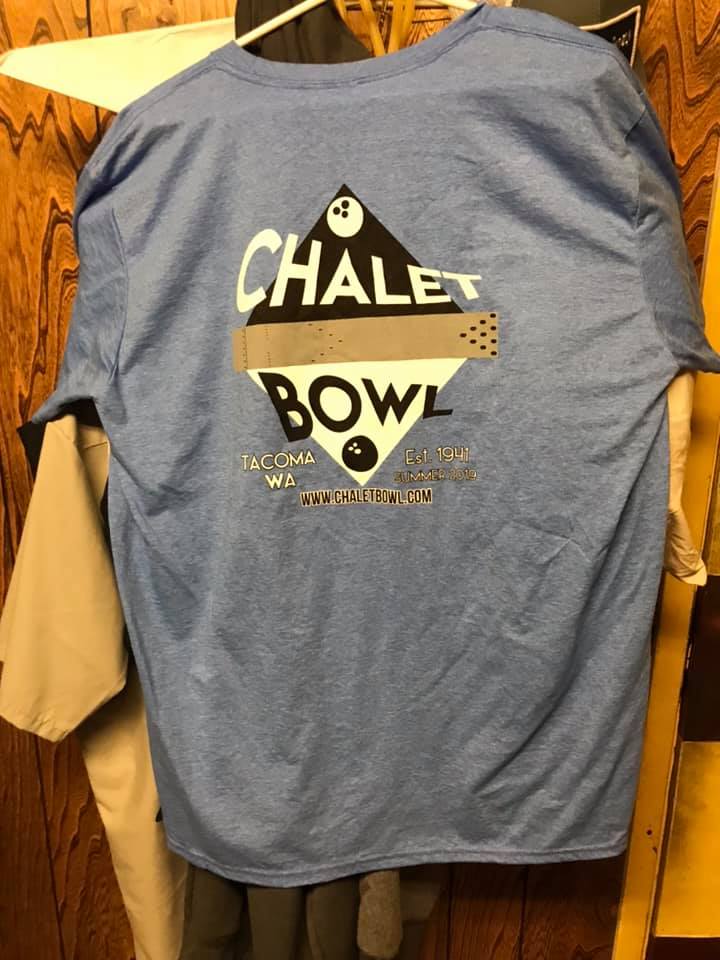 CHALET
BOWL
TACOMA
WA
Est. 1941
SUMMER 2019
WWW.CHALETBOWL.COM